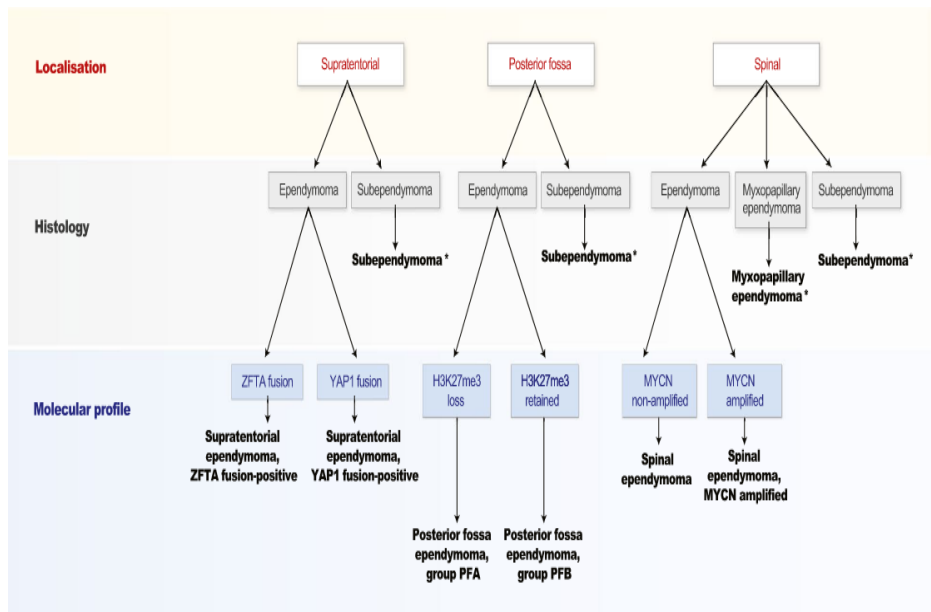 Localisation
Supratentorial
Posterior fossa
Spinal
Histology
Ependymoma
Subependymoma
Ependymoma
Subependymoma
Ependymoma
Myxopapillary
ependymoma
Subependymoma
Subependymoma *
Subependymoma *
Myxopapillary
ependymoma *
Subependymoma *
Molecular profile
ZFTA fusion
YAP1 fusion
H3K27me3
loss
H3K27me3
retained
MYCN
non-amplified
MYCN
amplified
Supratentorial
ependymoma,
ZFTA fusion-positive
Supratentorial
ependymoma,
YAP1 fusion-positive
Posterior fossa
ependymoma,
group PFA
Posterior fossa
ependymoma,
group PFB
Spinal
ependymoma
Spinal
ependymoma,
MYCN amplified